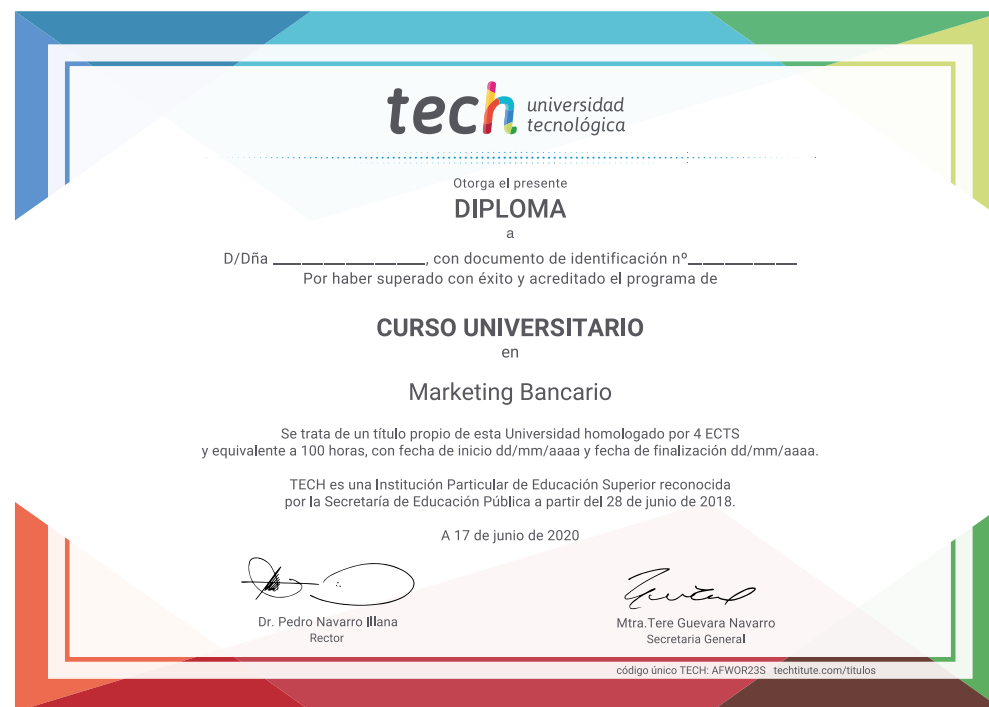 tech universidad
tecnológica
Otorga el presente
DIPLOMA
a
D/Dña ________________, con documento de identificación nº____________
Por haber superado con éxito y acreditado el programa de
CURSO UNIVERSITARIO
en
Marketing Bancario
Se trata de un título propio de esta Universidad homologado por 4 ECTS
y equivalente a 100 horas, con fecha de inicio dd/mm/aaaa y fecha de finalización dd/mm/aaaa.
TECH es una Institución Particular de Educación Superior reconocida
por la Secretaría de Educación Pública a partir del 28 de junio de 2018.
A 17 de junio de 2020
Dr. Pedro Navarro Illana
Rector
Mtra.Tere Guevara Navarro
Secretaria General
código único TECH: AFWOR23S techtitute.com/titulos